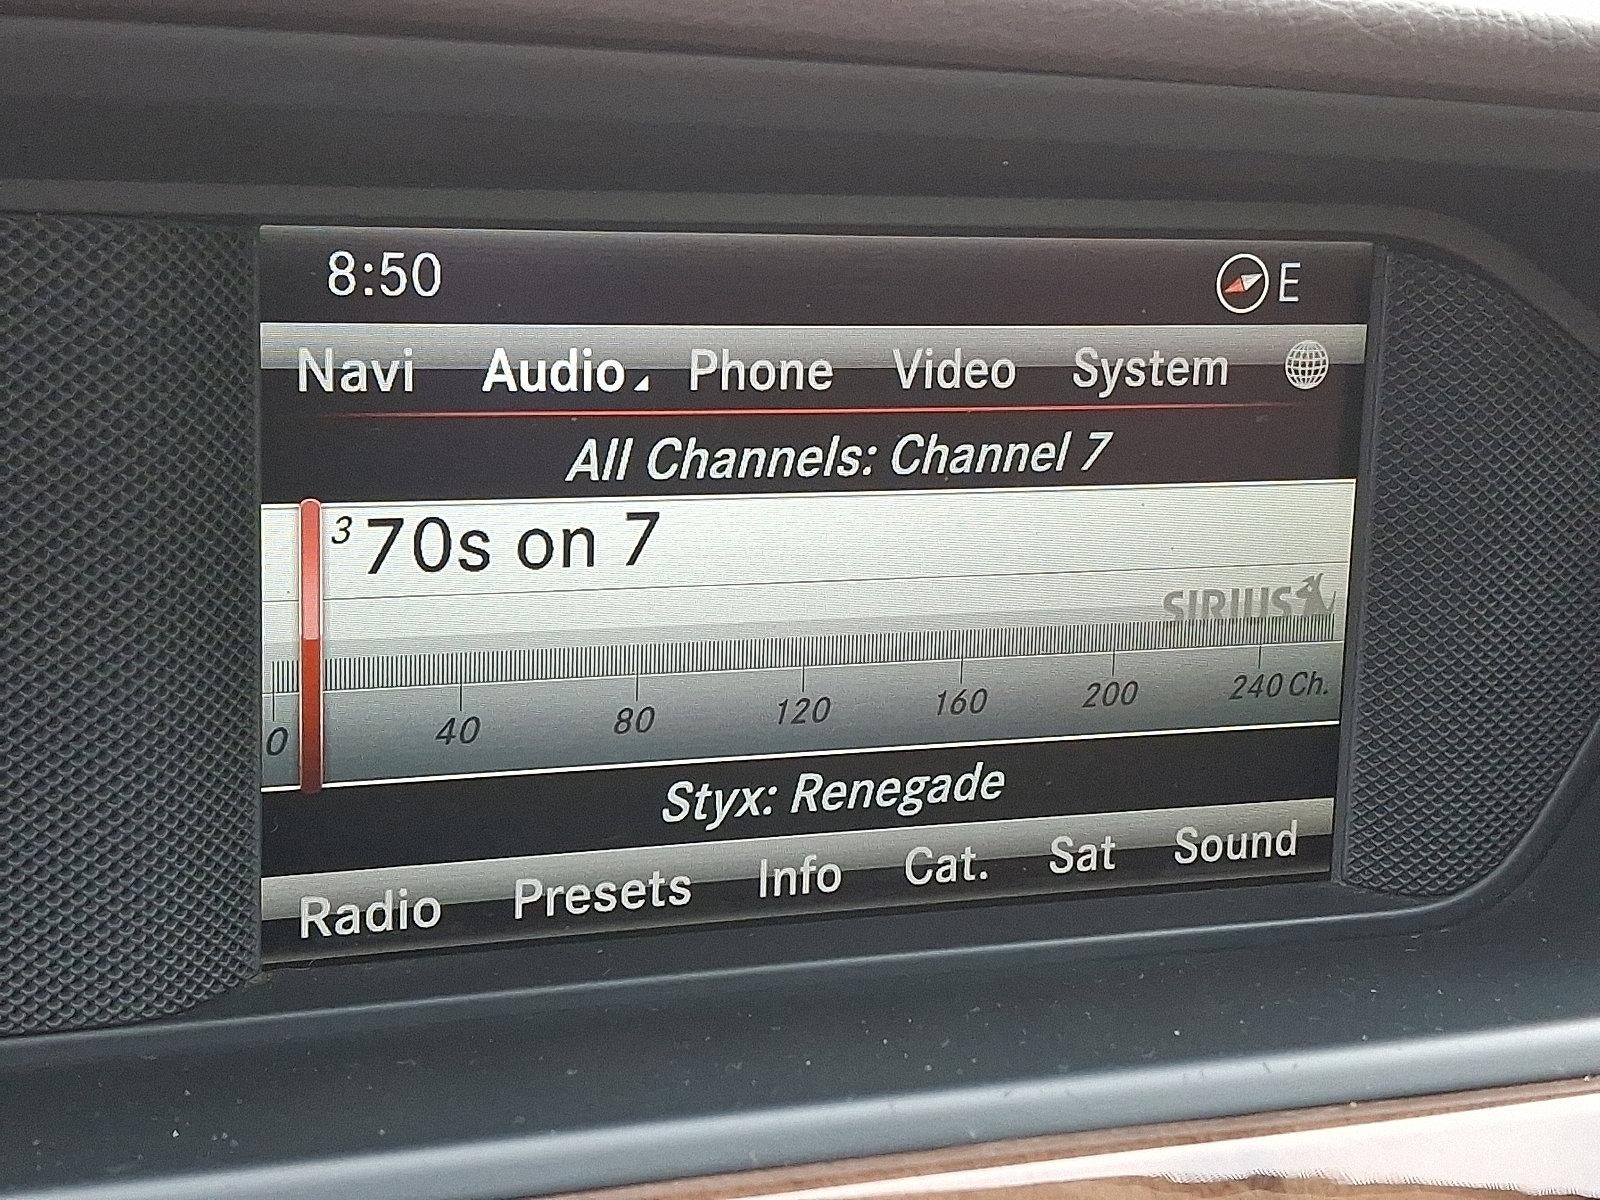 8:50 E
Navi Audio Phone Video System
All Channels: Channel 7
3 70s on 7
SIRIUS
0 40 80 120 160 200 240 Ch.
Styx: Renegade
Radio Presets Info Cat. Sat Sound